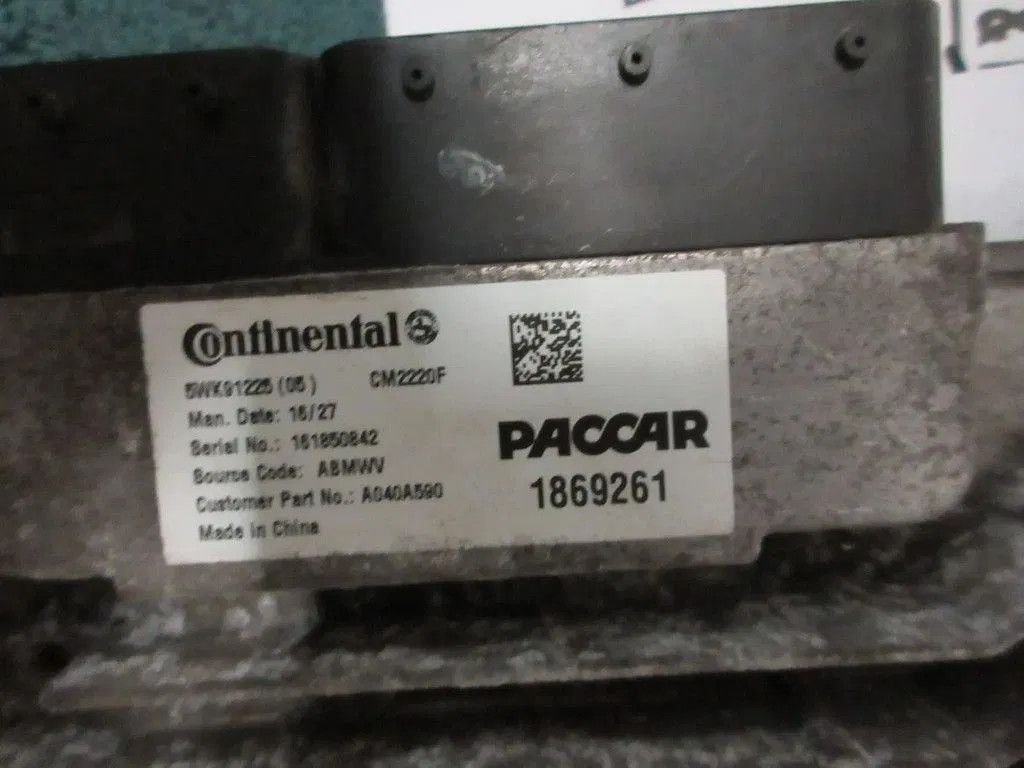 Continental
5WK91225 (05) CM2220F
Man. Date: 16/27
Serial No.: 161850842
Source Code: ABMWV
Customer Part No.: A040A590
Made in China
PACCAR
1869261